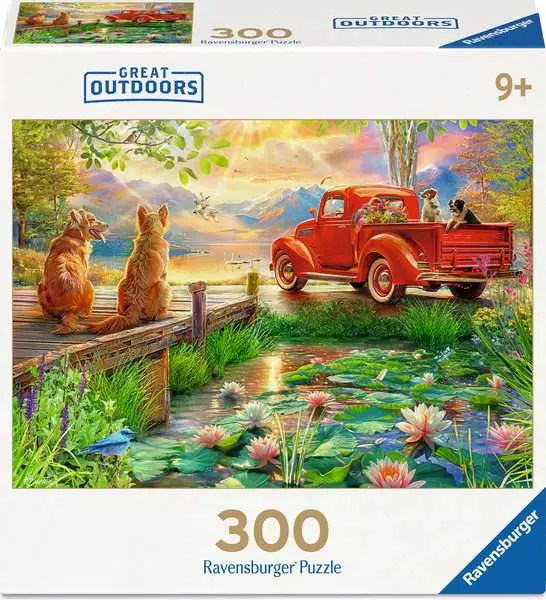 300
Ravensburger Puzzle
Ravensburger
GREAT
OUTDOORS
9+
300
Ravensburger Puzzle
Ravensburger